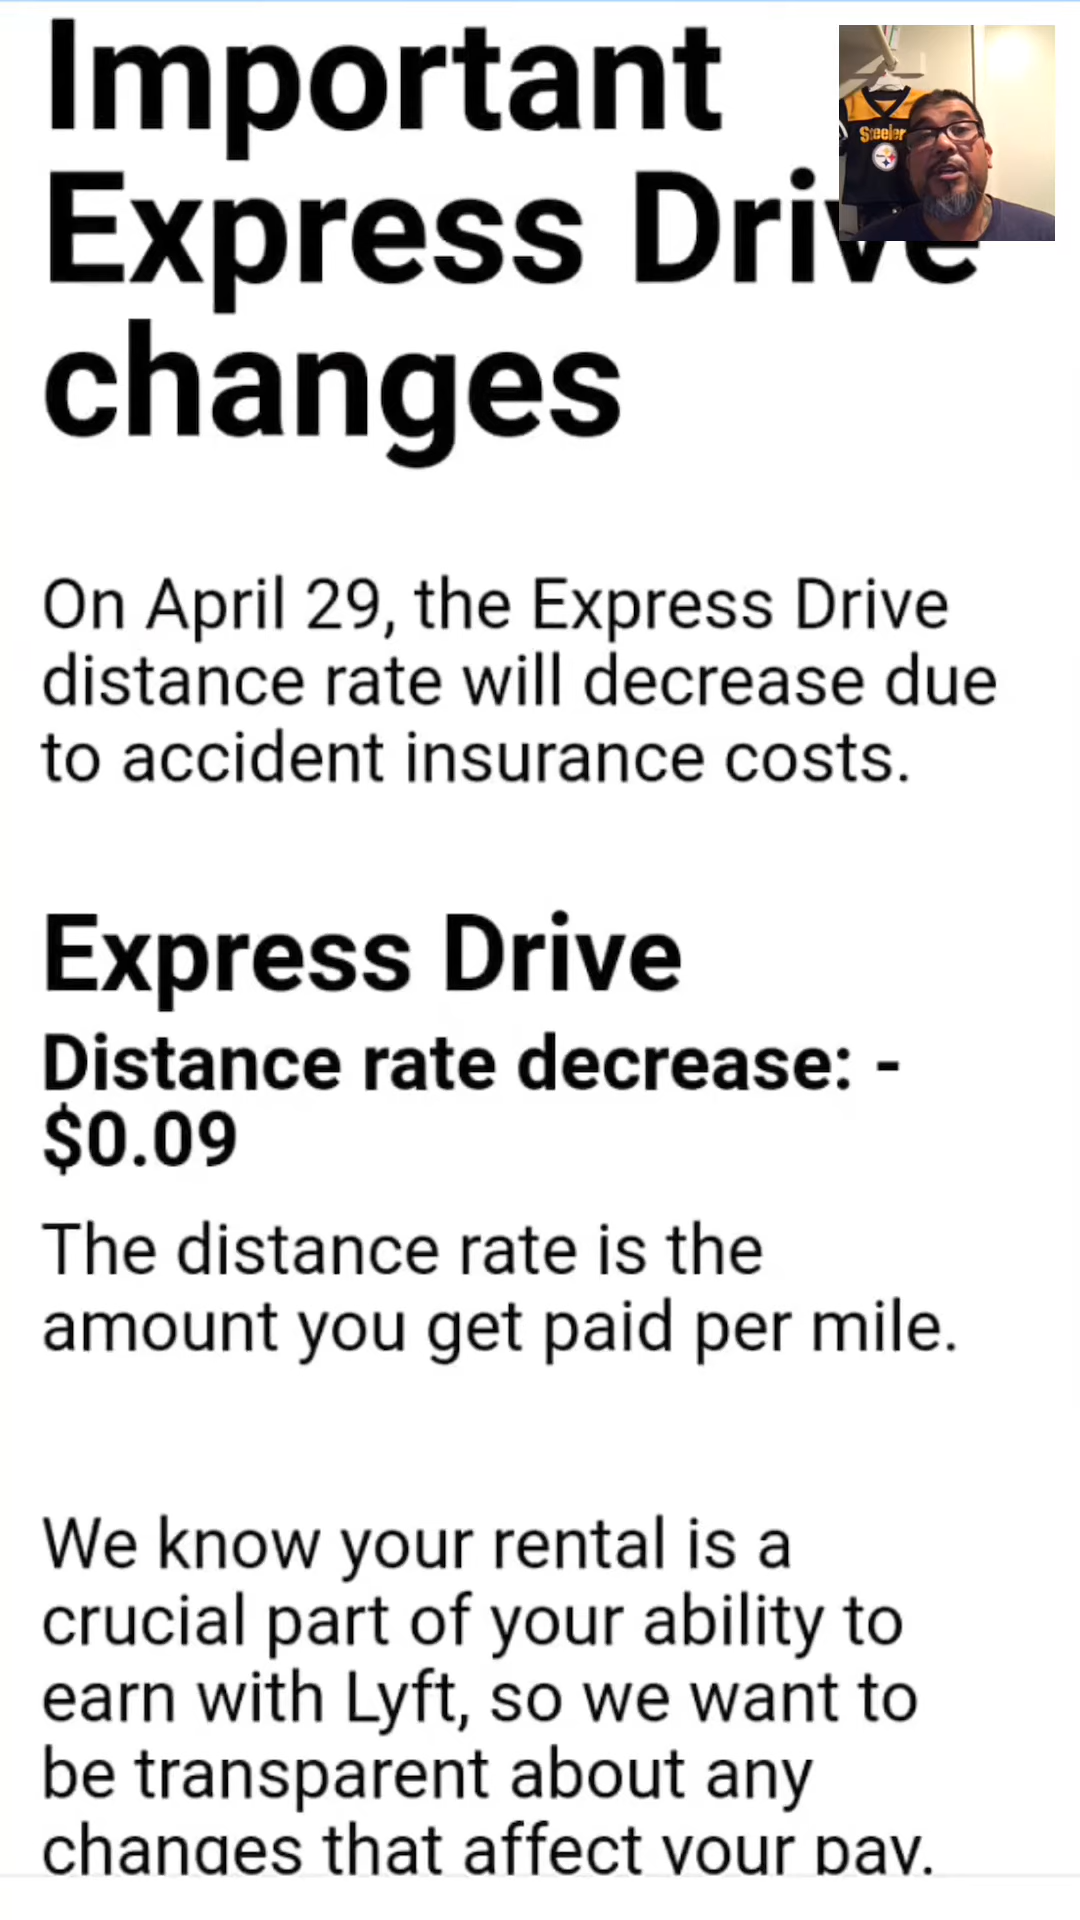 Important
Express Drive
changes
Steeler
On April 29, the Express Drive
distance rate will decrease due
to accident insurance costs.
Express Drive
Distance rate decrease: -
$0.09
The distance rate is the
amount you get paid per mile.
We know your rental is a
crucial part of your ability to
earn with Lyft, so we want to
be transparent about any
changes that affect your pay.